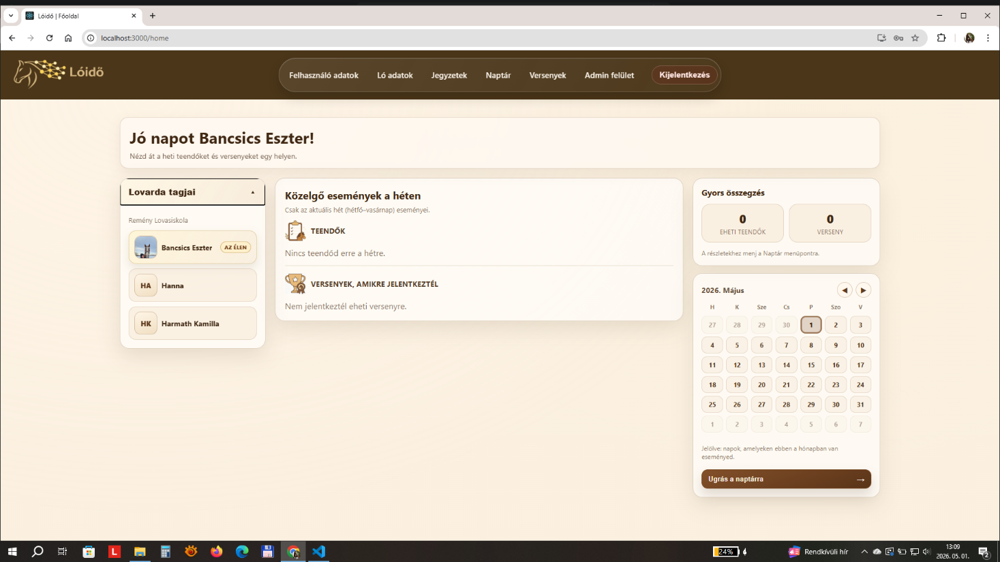 Lóidő | Főoldal
localhost:3000/home
Lóidő
Felhasználó adatok
Ló adatok
Jegyzetek
Naptár
Versenyek
Admin felület
Kijelentkezés
Jó napot Bancsics Eszter!
Nézd át a heti teendőket és versenyeket egy helyen.
Lovarda tagjai
Remény Lovasiskola
Bancsics Eszter
AZ ÉLEN
HA
Hanna
HK
Harmath Kamilla
Közelgő események a héten
Csak az aktuális hét (hétfő–vasárnap) eseményei.
TEENDŐK
Nincs teendőd erre a hétre.
VERSENYEK, AMIKRE JELENTKEZTÉL
Nem jelentkeztél eheti versenyre.
Gyors összegzés
0
EHETI TEENDŐK
0
VERSENY
A részletekhez menj a Naptár menüpontra.
2026. Május
H K Sze Cs P Szo V
27 28 29 30 1 2 3
4 5 6 7 8 9 10
11 12 13 14 15 16 17
18 19 20 21 22 23 24
25 26 27 28 29 30 31
1 2 3 4 5 6 7
Jelölve: napok, amelyeken ebben a hónapban van
eseményed.
Ugrás a naptárra →
L
24%
Rendkívüli hír
13:09
2026. 05. 01.
2